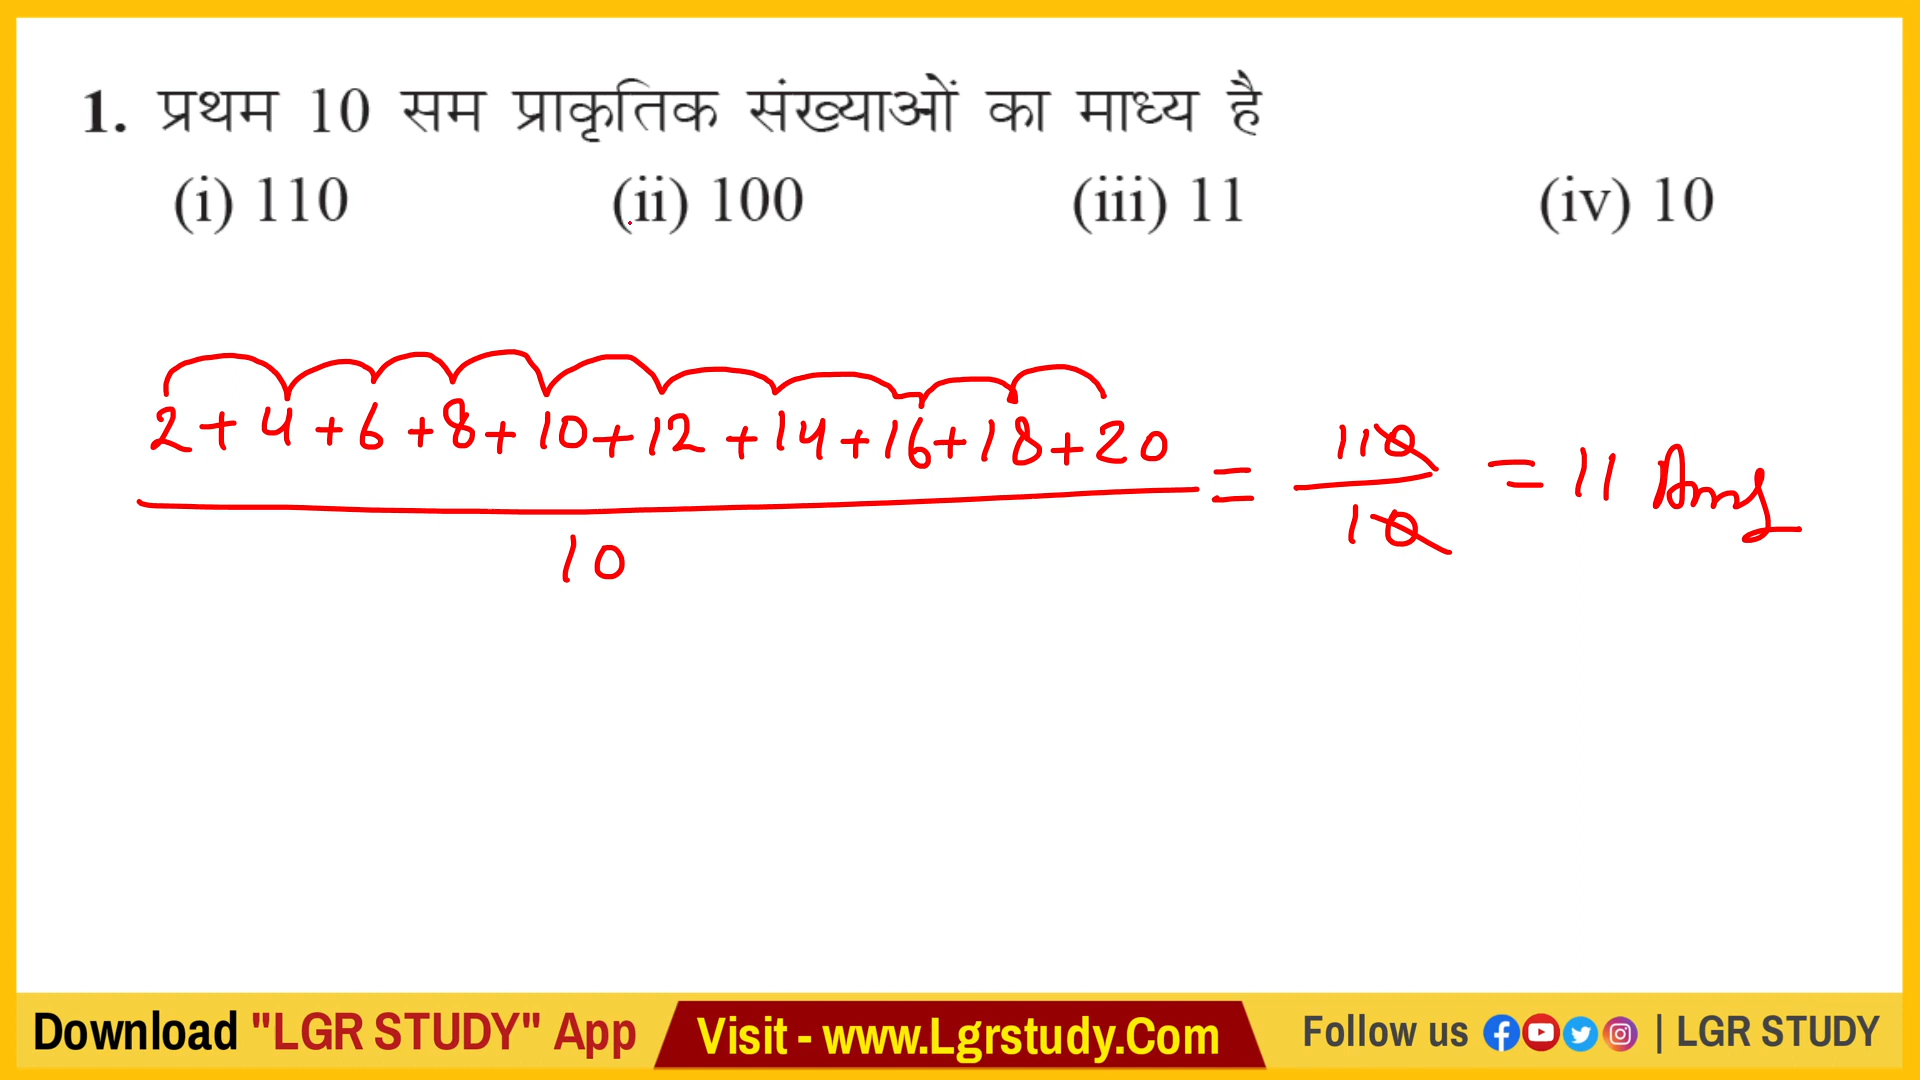 1. प्रथम 10 सम प्राकृतिक संख्याओं का माध्य है
(i) 110 (ii) 100 (iii) 11 (iv) 10
2 + 4 + 6 + 8 + 10 + 12 + 14 + 16 + 18 + 20
10
= 110
10
= 11 Ans
Download "LGR STUDY" App Visit - www.Lgrstudy.Com Follow us | LGR STUDY